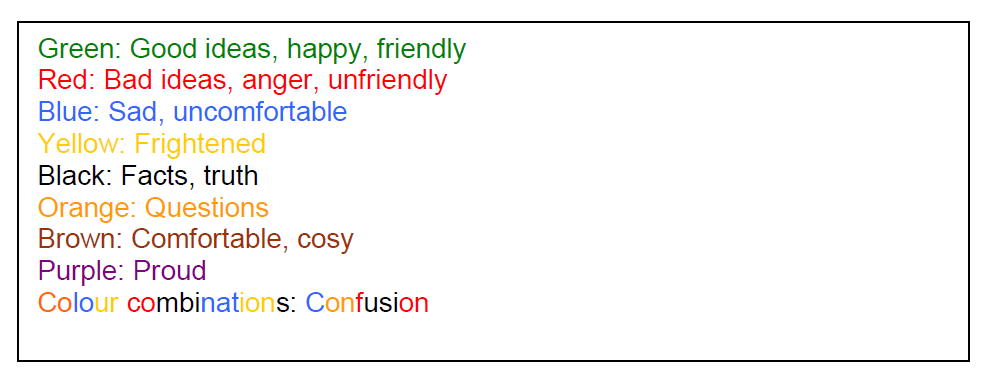 Green: Good ideas, happy, friendly
Red: Bad ideas, anger, unfriendly
Blue: Sad, uncomfortable
Yellow: Frightened
Black: Facts, truth
Orange: Questions
Brown: Comfortable, cosy
Purple: Proud
Colour combinations: Confusion